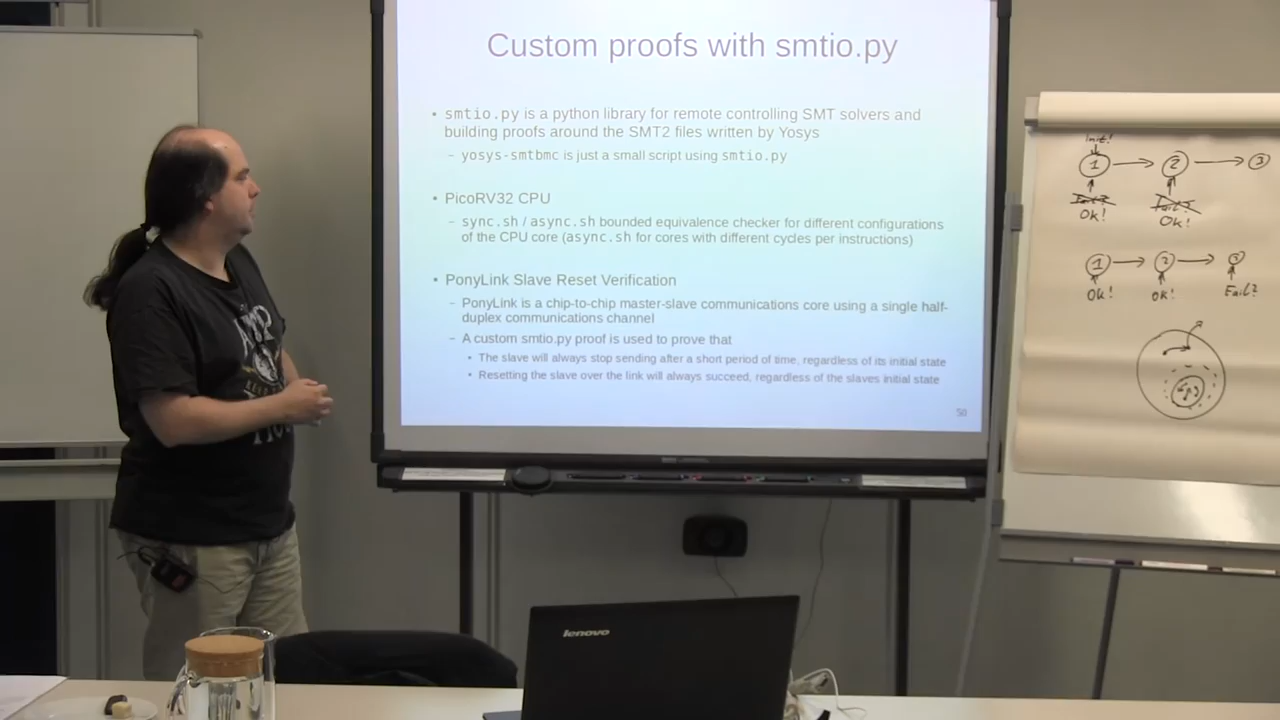 Custom proofs with smtio.py
• smtio.py is a python library for remote controlling SMT solvers and
building proofs around the SMT2 files written by Yosys
– yosys-smtbmc is just a small script using smtio.py
• PicoRV32 CPU
– sync.sh / async.sh bounded equivalence checker for different configurations
of the CPU core (async.sh for cores with different cycles per instructions)
• PonyLink Slave Reset Verification
– PonyLink is a chip-to-chip master-slave communications core using a single half-
duplex communications channel
– A custom smtio.py proof is used to prove that
• The slave will always stop sending after a short period of time, regardless of its initial state
• Resetting the slave over the link will always succeed, regardless of the slaves initial state
50
Init!
1 2 3
Fail? Fail?
OK! OK!
1 2 3
OK! OK! Fail?
lenovo